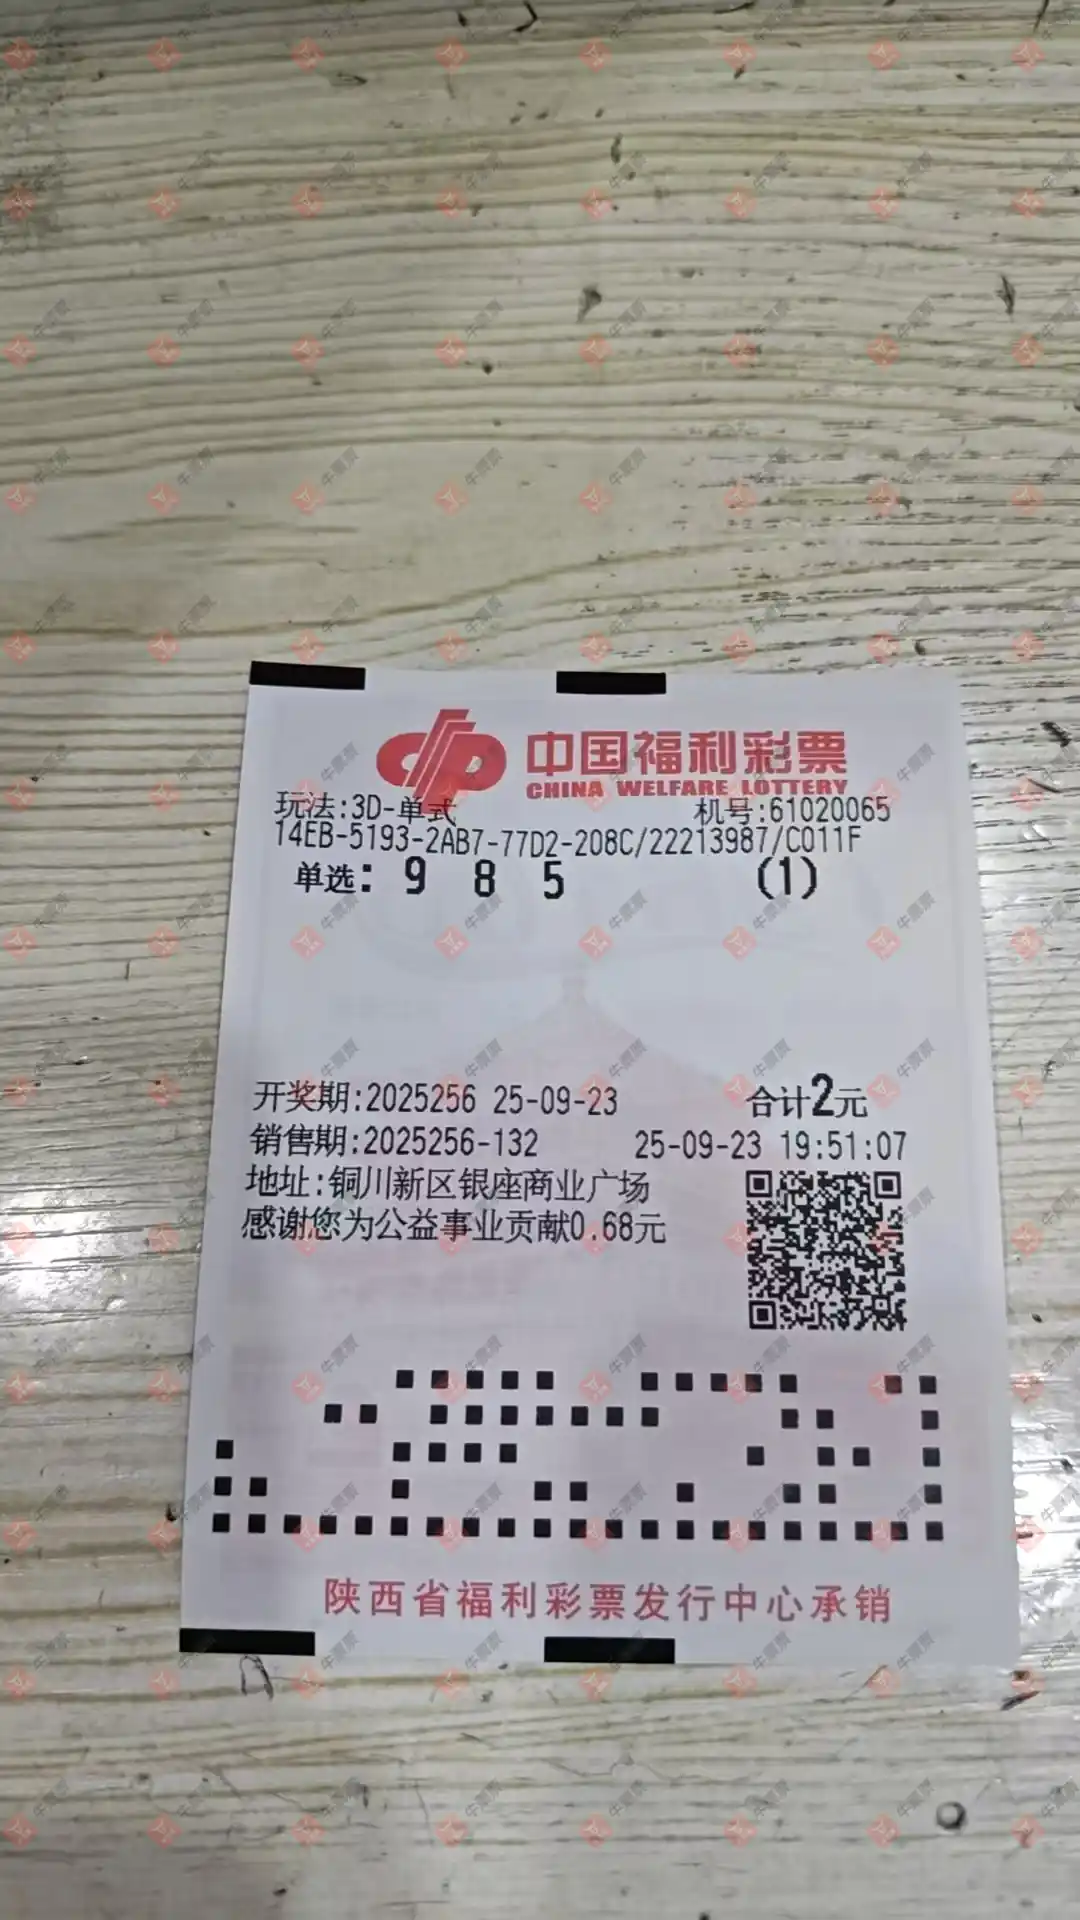 中国福利彩票
CHINA WELFARE LOTTERY
玩法:3D-单式 机号:61020065
14EB-5193-2AB7-77D2-208C/22213987/C011F
单选: 9 8 5 (1)
开奖期:2025256 25-09-23 合计2元
销售期:2025256-132 25-09-23 19:51:07
地址:铜川新区银座商业广场
感谢您为公益事业贡献0.68元
陕西省福利彩票发行中心承销
牛票票